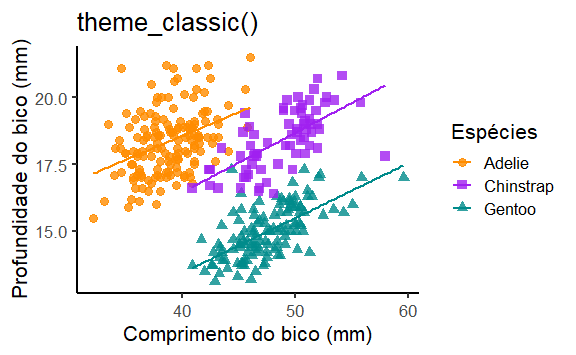 theme_classic()
Profundidade do bico (mm)
20.0
17.5
15.0
40
50
60
Comprimento do bico (mm)
Espécies
Adelie
Chinstrap
Gentoo